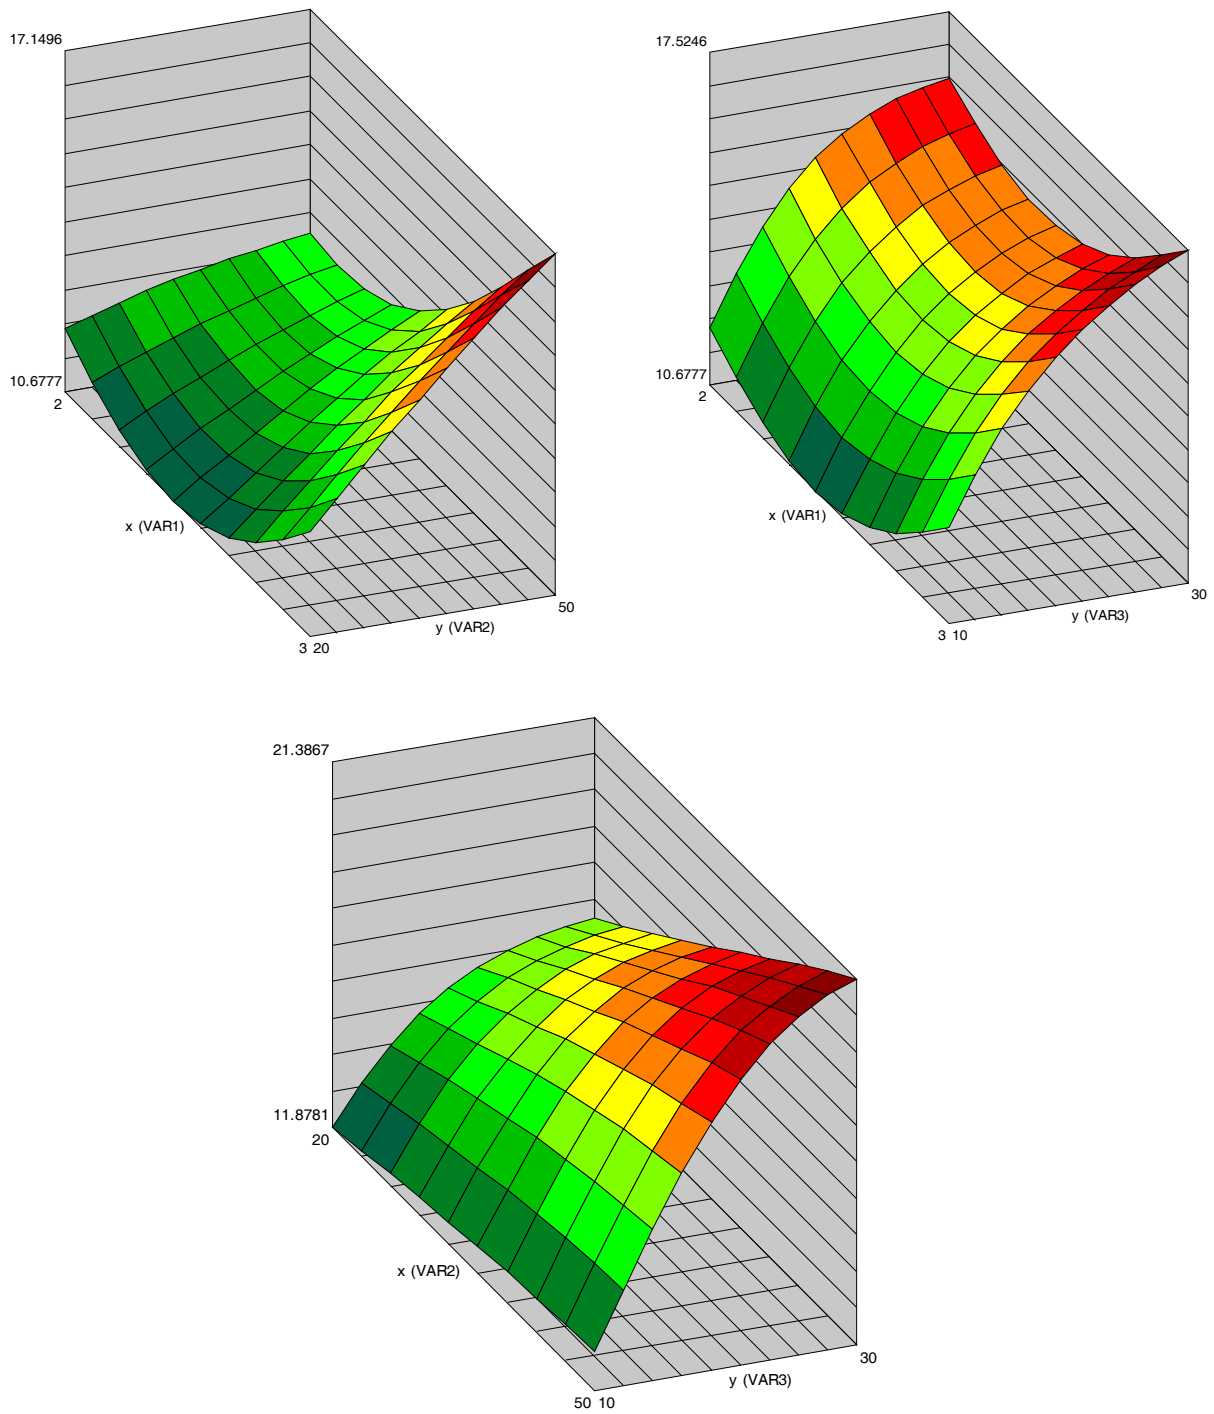 17.1496
10.6777
2
x (VAR1)
3 20
y (VAR2)
50
17.5246
10.6777
2
x (VAR1)
3 10
y (VAR3)
30
21.3867
11.8781
20
x (VAR2)
50 10
y (VAR3)
30